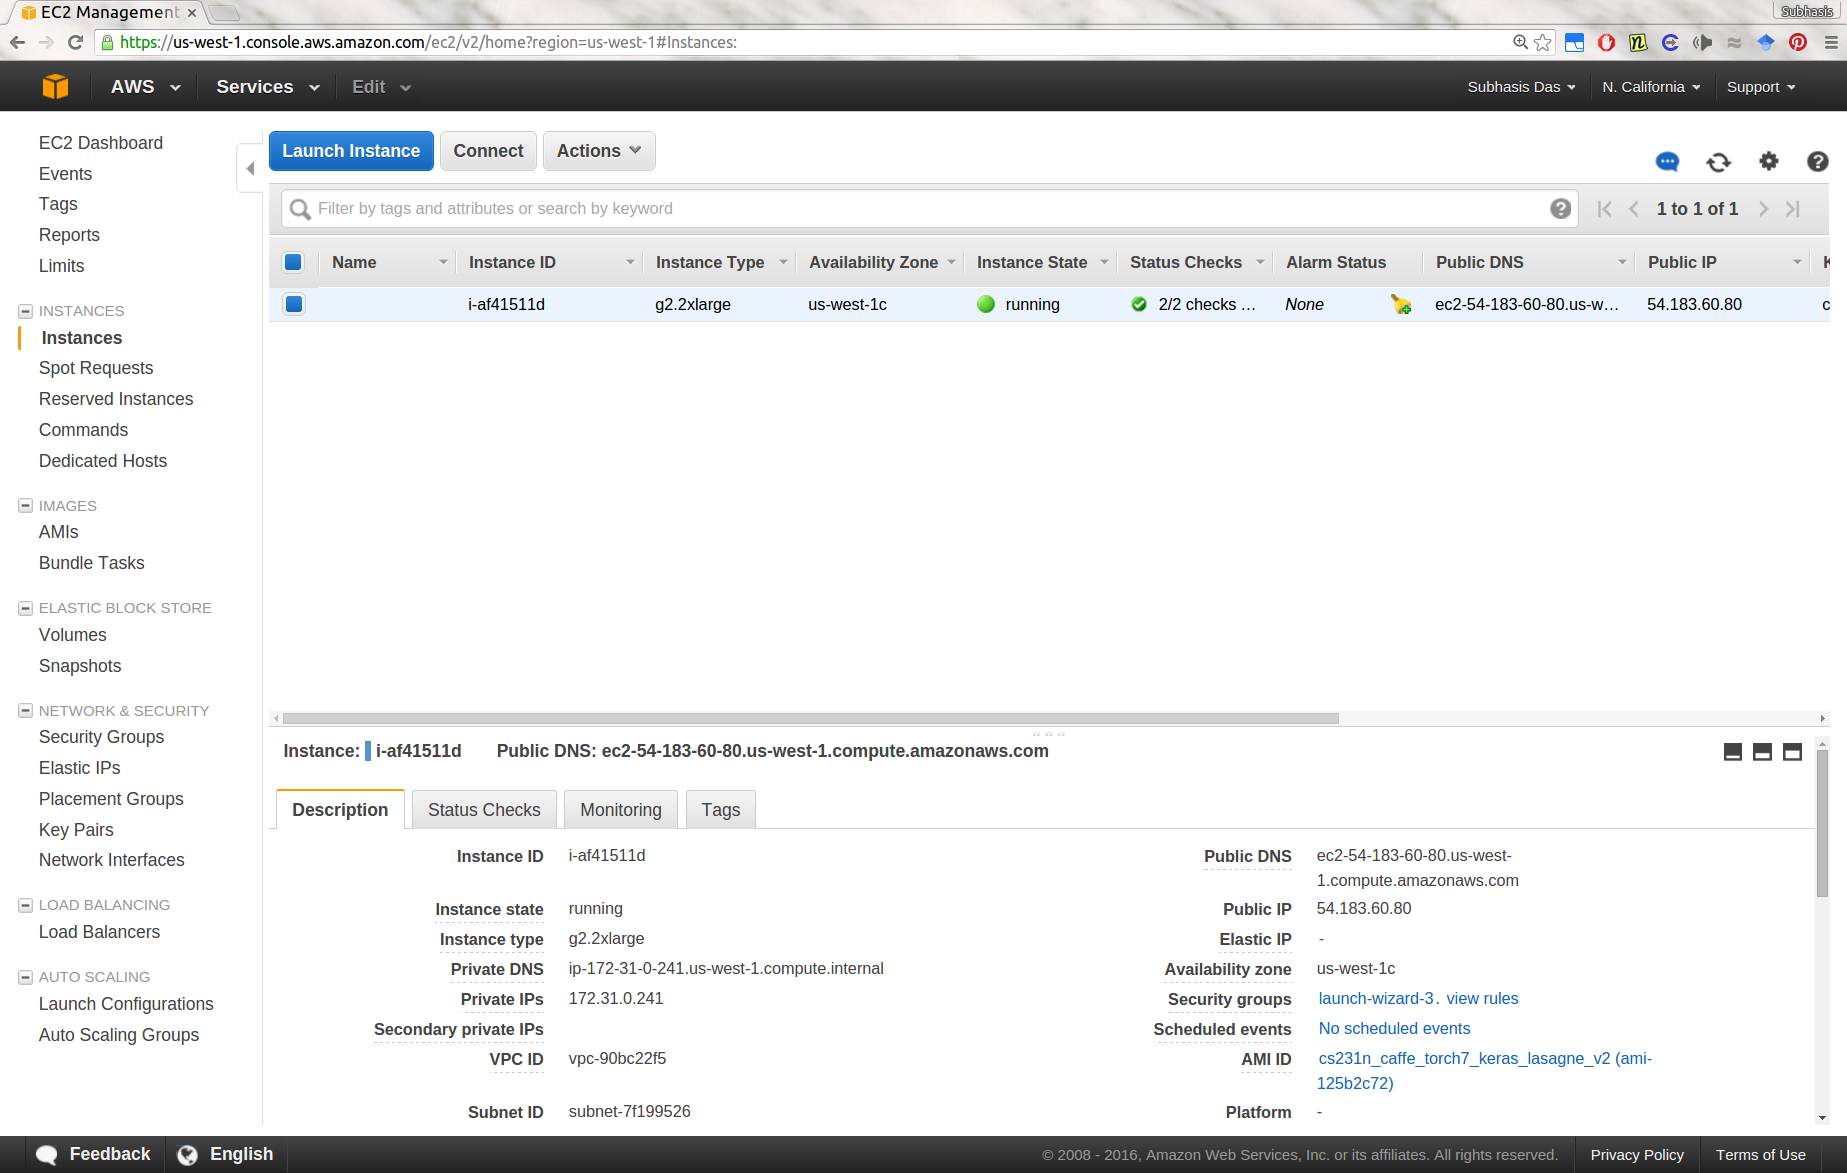 EC2 Management
Subhasis
https://us-west-1.console.aws.amazon.com/ec2/v2/home?region=us-west-1#Instances:
AWS Services Edit Subhasis Das N. California Support
EC2 Dashboard
Events
Tags
Reports
Limits
INSTANCES
Instances
Spot Requests
Reserved Instances
Commands
Dedicated Hosts
IMAGES
AMIs
Bundle Tasks
ELASTIC BLOCK STORE
Volumes
Snapshots
NETWORK & SECURITY
Security Groups
Elastic IPs
Placement Groups
Key Pairs
Network Interfaces
LOAD BALANCING
Load Balancers
AUTO SCALING
Launch Configurations
Auto Scaling Groups
Launch Instance Connect Actions
Filter by tags and attributes or search by keyword
1 to 1 of 1
Name Instance ID Instance Type Availability Zone Instance State Status Checks Alarm Status Public DNS Public IP
i-af41511d g2.2xlarge us-west-1c running 2/2 checks ... None ec2-54-183-60-80.us-w... 54.183.60.80 c
Instance: i-af41511d Public DNS: ec2-54-183-60-80.us-west-1.compute.amazonaws.com
Description Status Checks Monitoring Tags
Instance ID i-af41511d
Instance state running
Instance type g2.2xlarge
Private DNS ip-172-31-0-241.us-west-1.compute.internal
Private IPs 172.31.0.241
Secondary private IPs
VPC ID vpc-90bc22f5
Subnet ID subnet-7f199526
Public DNS ec2-54-183-60-80.us-west-
1.compute.amazonaws.com
Public IP 54.183.60.80
Elastic IP -
Availability zone us-west-1c
Security groups launch-wizard-3. view rules
Scheduled events No scheduled events
AMI ID cs231n_caffe_torch7_keras_lasagne_v2 (ami-
125b2c72)
Platform -
Feedback English © 2008 - 2016, Amazon Web Services, Inc. or its affiliates. All rights reserved. Privacy Policy Terms of Use